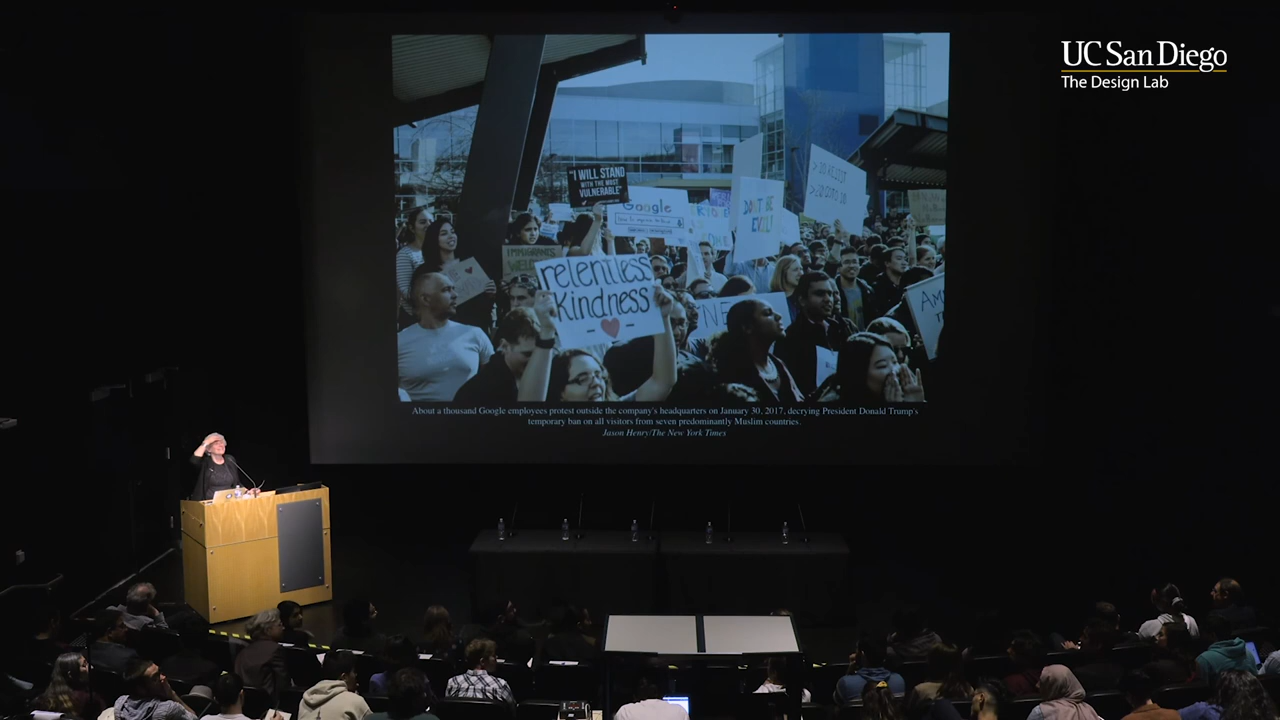 UC San Diego
The Design Lab
"I WILL STAND
WITH THE MOST
VULNERABLE"
Google
DON'T BE
EVIL!
IMMIGRANTS
relentless
kindness
About a thousand Google employees protest outside the company's headquarters on January 30, 2017, decrying President Donald Trump's
temporary ban on all visitors from seven predominantly Muslim countries.
Jason Henry/The New York Times